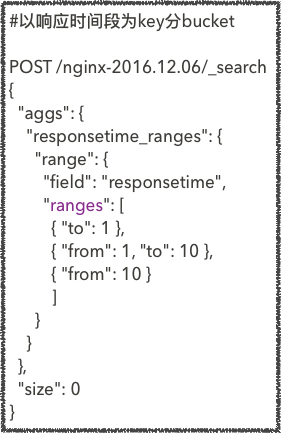 #以响应时间段为key分bucket
POST /nginx-2016.12.06/_search
{
"aggs": {
"responsetime_ranges": {
"range": {
"field": "responsetime",
"ranges": [
{ "to": 1 },
{ "from": 1, "to": 10 },
{ "from": 10 }
]
}
}
},
"size": 0
}